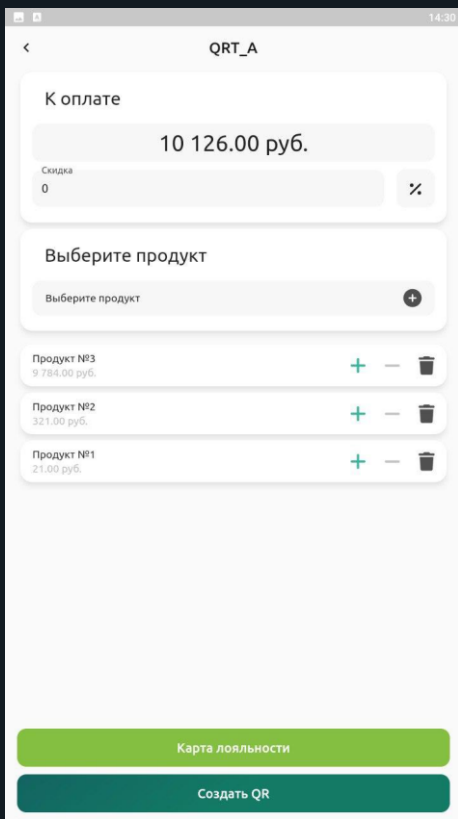 14:30
QRT_A
К оплате
10 126.00 руб.
Скидка
0
Выберите продукт
Выберите продукт
Продукт №3
9 784.00 руб.
Продукт №2
321.00 руб.
Продукт №1
21.00 руб.
Карта лояльности
Создать QR